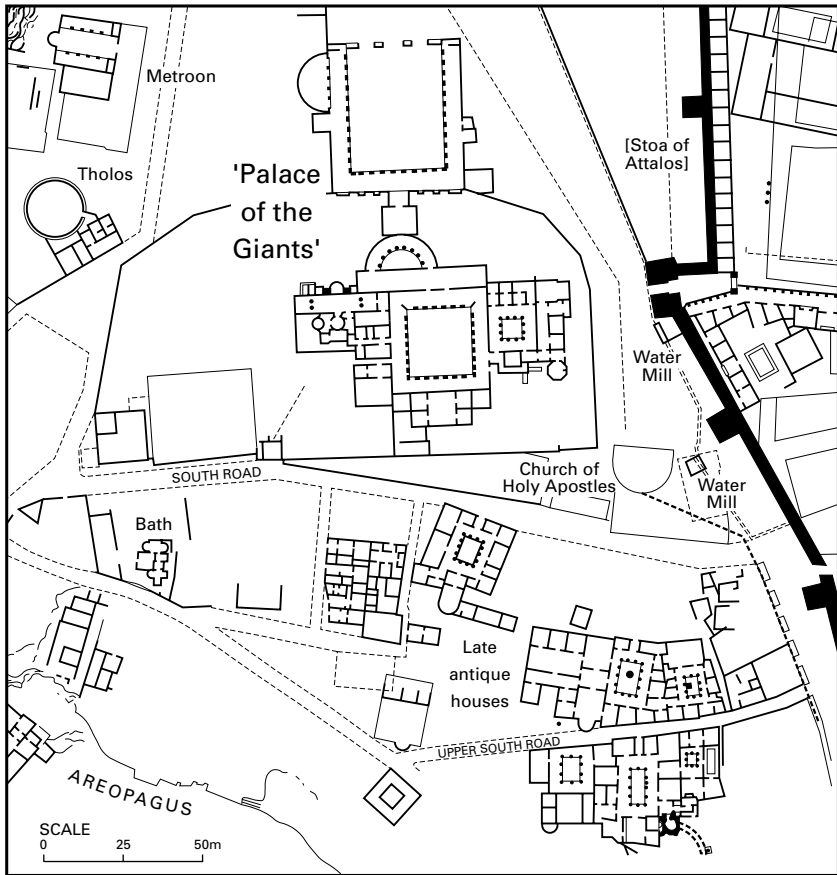 Metroon
[Stoa of
Attalos]
Tholos
'Palace
of the
Giants'
Water
Mill
SOUTH ROAD
Church of
Holy Apostles
Water
Mill
Bath
Late
antique
houses
UPPER SOUTH ROAD
AREOPAGUS
SCALE
0 25 50m